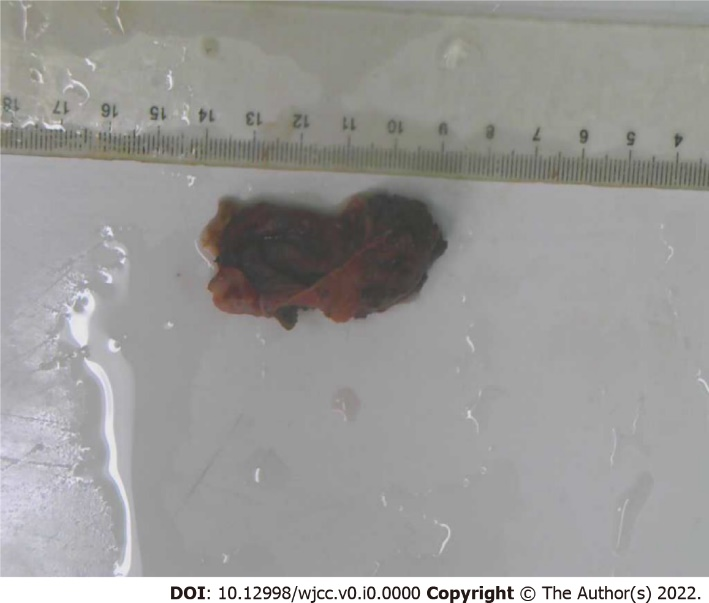 18 17 16 15 14 13 12 11 10 9 8 7 6 5 4
DOI: 10.12998/wjcc.v0.i0.0000 Copyright © The Author(s) 2022.